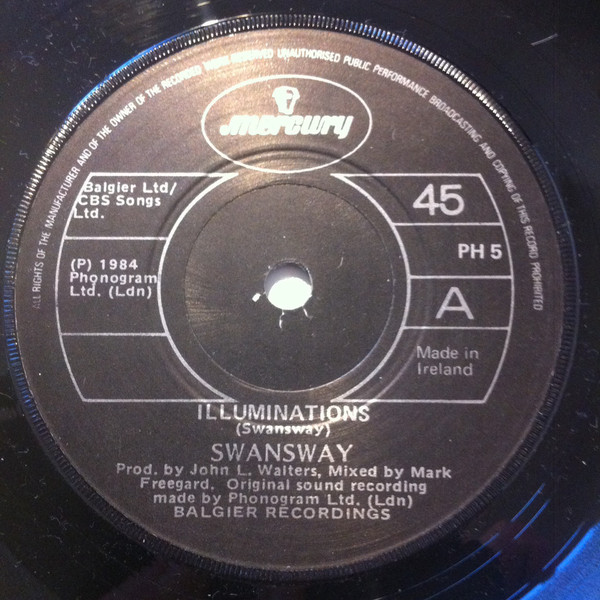 ALL RIGHTS OF THE MANUFACTURER AND OF THE OWNER OF THE RECORDED WORK RESERVED UNAUTHORISED PUBLIC PERFORMANCE BROADCASTING AND COPYING OF THIS RECORD PROHIBITED
mercury
Balgier Ltd/
CBS Songs
Ltd.
(P) 1984
Phonogram
Ltd. (Ldn)
45
PH 5
A
Made in
Ireland
ILLUMINATIONS
(Swansway)
SWANSWAY
Prod. by John L. Walters, Mixed by Mark
Freegard, Original sound recording
made by Phonogram Ltd. (Ldn)
BALGIER RECORDINGS